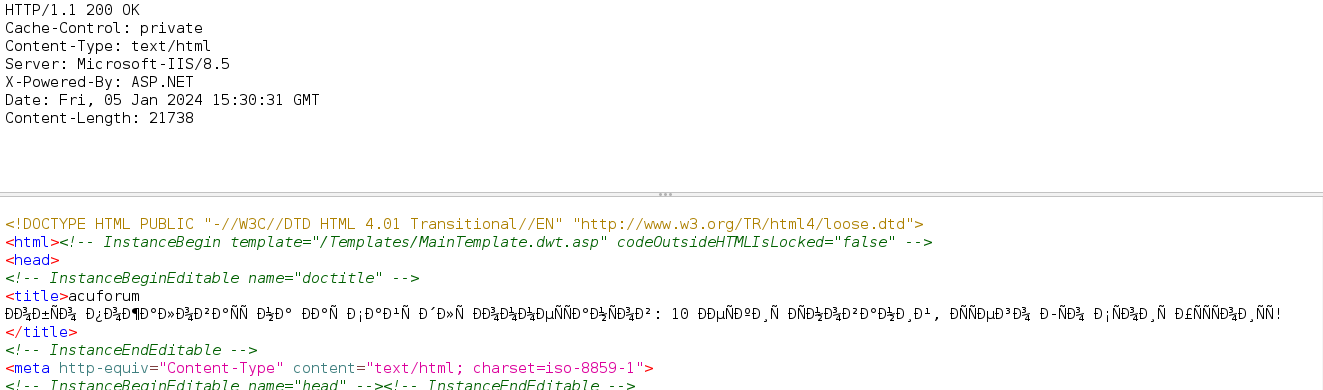 HTTP/1.1 200 OK
Cache-Control: private
Content-Type: text/html
Server: Microsoft-IIS/8.5
X-Powered-By: ASP.NET
Date: Fri, 05 Jan 2024 15:30:31 GMT
Content-Length: 21738
<!DOCTYPE HTML PUBLIC "-//W3C//DTD HTML 4.01 Transitional//EN" "http://www.w3.org/TR/html4/loose.dtd">
<html><!-- InstanceBegin template="/Templates/MainTemplate.dwt.asp" codeOutsideHTMLIsLocked="false" -->
<head>
<!-- InstanceBeginEditable name="doctitle" -->
<title>acuforum
ÐÐ¾Ð±ÑÐ¾ Ð¿Ð¾Ð¶Ð°Ð»Ð¾Ð²Ð°ÑÑ Ð½Ð° ÐÐ°Ñ Ð¡Ð°Ð¹Ñ Ð´Ð»Ñ ÐÐ¾Ð¼Ð¼ÐµÑÑÐ°Ð½ÑÐ¾Ð²: 10 ÐÐµÑÐºÐ¸Ñ ÐÑÐ½Ð¾Ð²Ð°Ð½Ð¸Ð¹, ÐÑÑÐµÐ³Ð¾ Ð-ÑÐ¾ Ð¡ÑÐ¾Ð¸Ñ Ð£ÑÑÑÐ¾Ð¸ÑÑ!
</title>
<!-- InstanceEndEditable -->
<meta http-equiv="Content-Type" content="text/html; charset=iso-8859-1">
<!-- InstanceBeginEditable name="head" --><!-- InstanceEndEditable -->